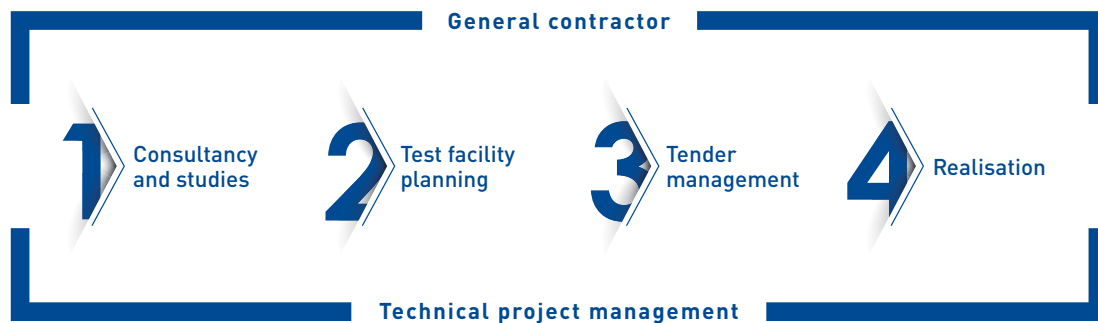 General contractor
1
Consultancy
and studies
2
Test facility
planning
3
Tender
management
4
Realisation
Technical project management